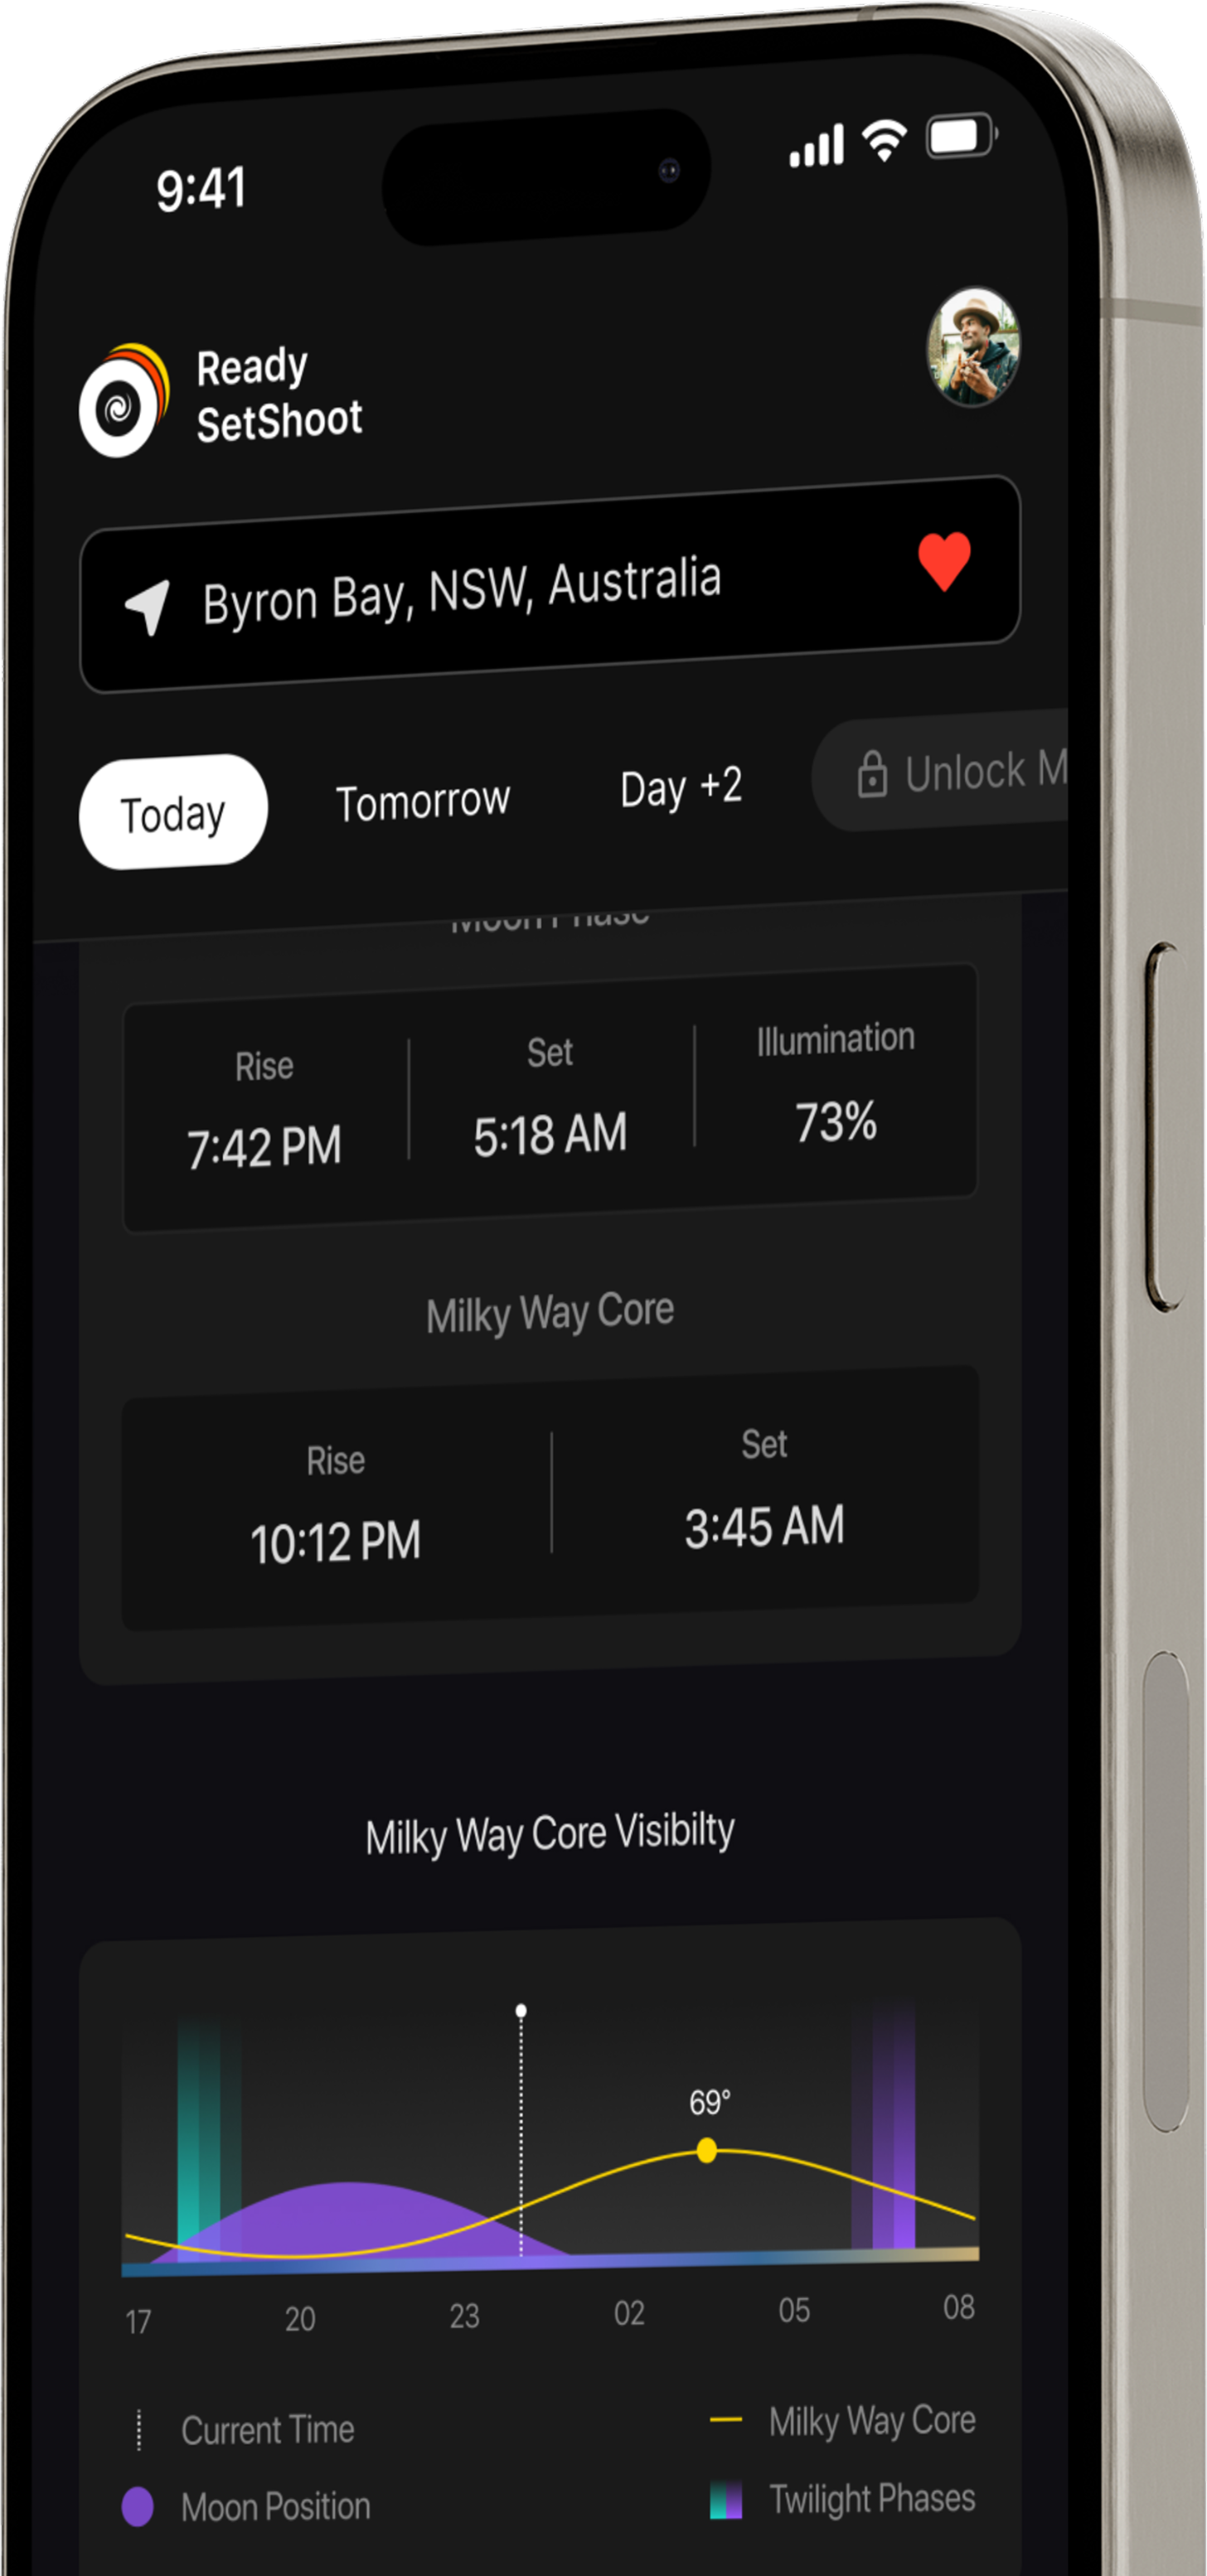 9:41
Ready
SetShoot
Byron Bay, NSW, Australia
Today Tomorrow Day +2 Unlock M
Moon Phase
Rise Set Illumination
7:42 PM 5:18 AM 73%
Milky Way Core
Rise Set
10:12 PM 3:45 AM
Milky Way Core Visibilty
69°
17 20 23 02 05 08
Current Time Milky Way Core
Moon Position Twilight Phases